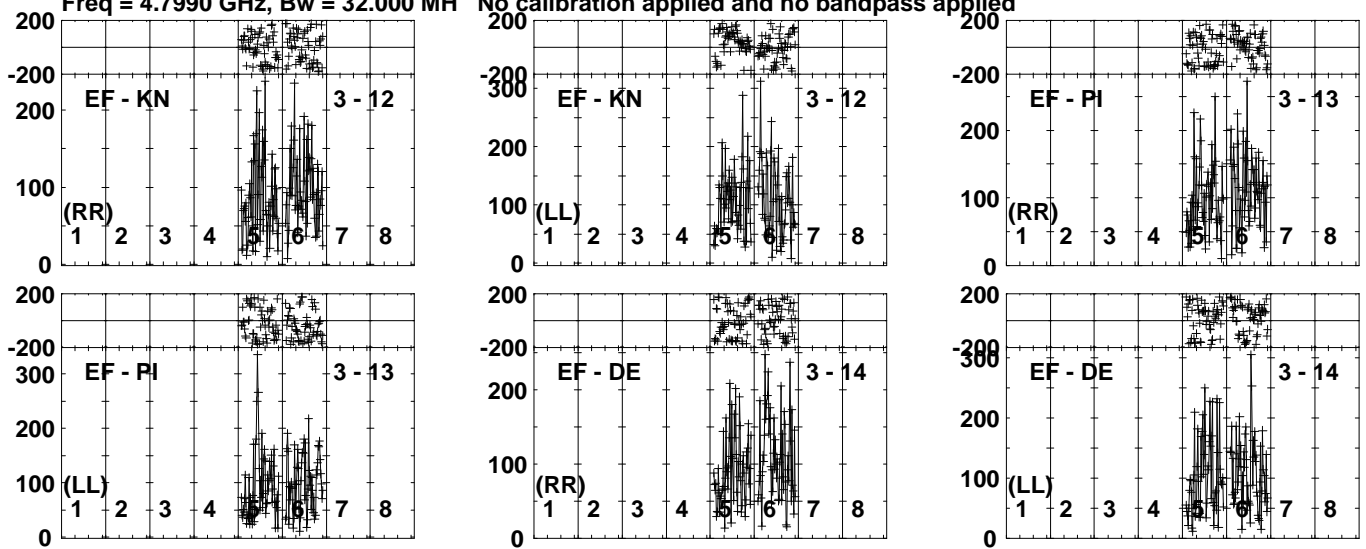 Freq = 4.7990 GHz, Bw = 32.000 MH No calibration applied and no bandpass applied
200
-200
200
100
0
EF - KN 3 - 12
(RR)
1 2 3 4 5 6 7 8
200
-200
300
200
100
0
EF - KN 3 - 12
(LL)
1 2 3 4 5 6 7 8
200
-200
200
100
0
EF - PI 3 - 13
(RR)
1 2 3 4 5 6 7 8
200
-200
300
200
100
0
EF - PI 3 - 13
(LL)
1 2 3 4 5 6 7 8
200
-200
200
100
0
EF - DE 3 - 14
(RR)
1 2 3 4 5 6 7 8
200
-200
300
200
100
0
EF - DE 3 - 14
(LL)
1 2 3 4 5 6 7 8